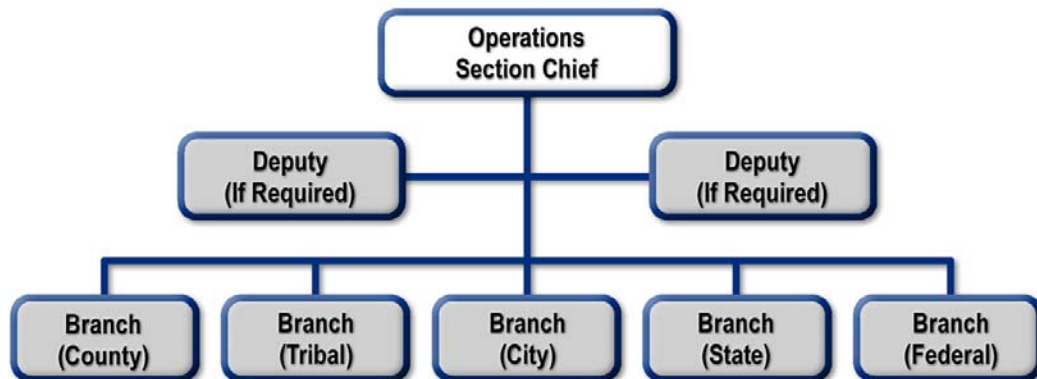 Operations
Section Chief
Deputy
(If Required)
Deputy
(If Required)
Branch
(County)
Branch
(Tribal)
Branch
(City)
Branch
(State)
Branch
(Federal)